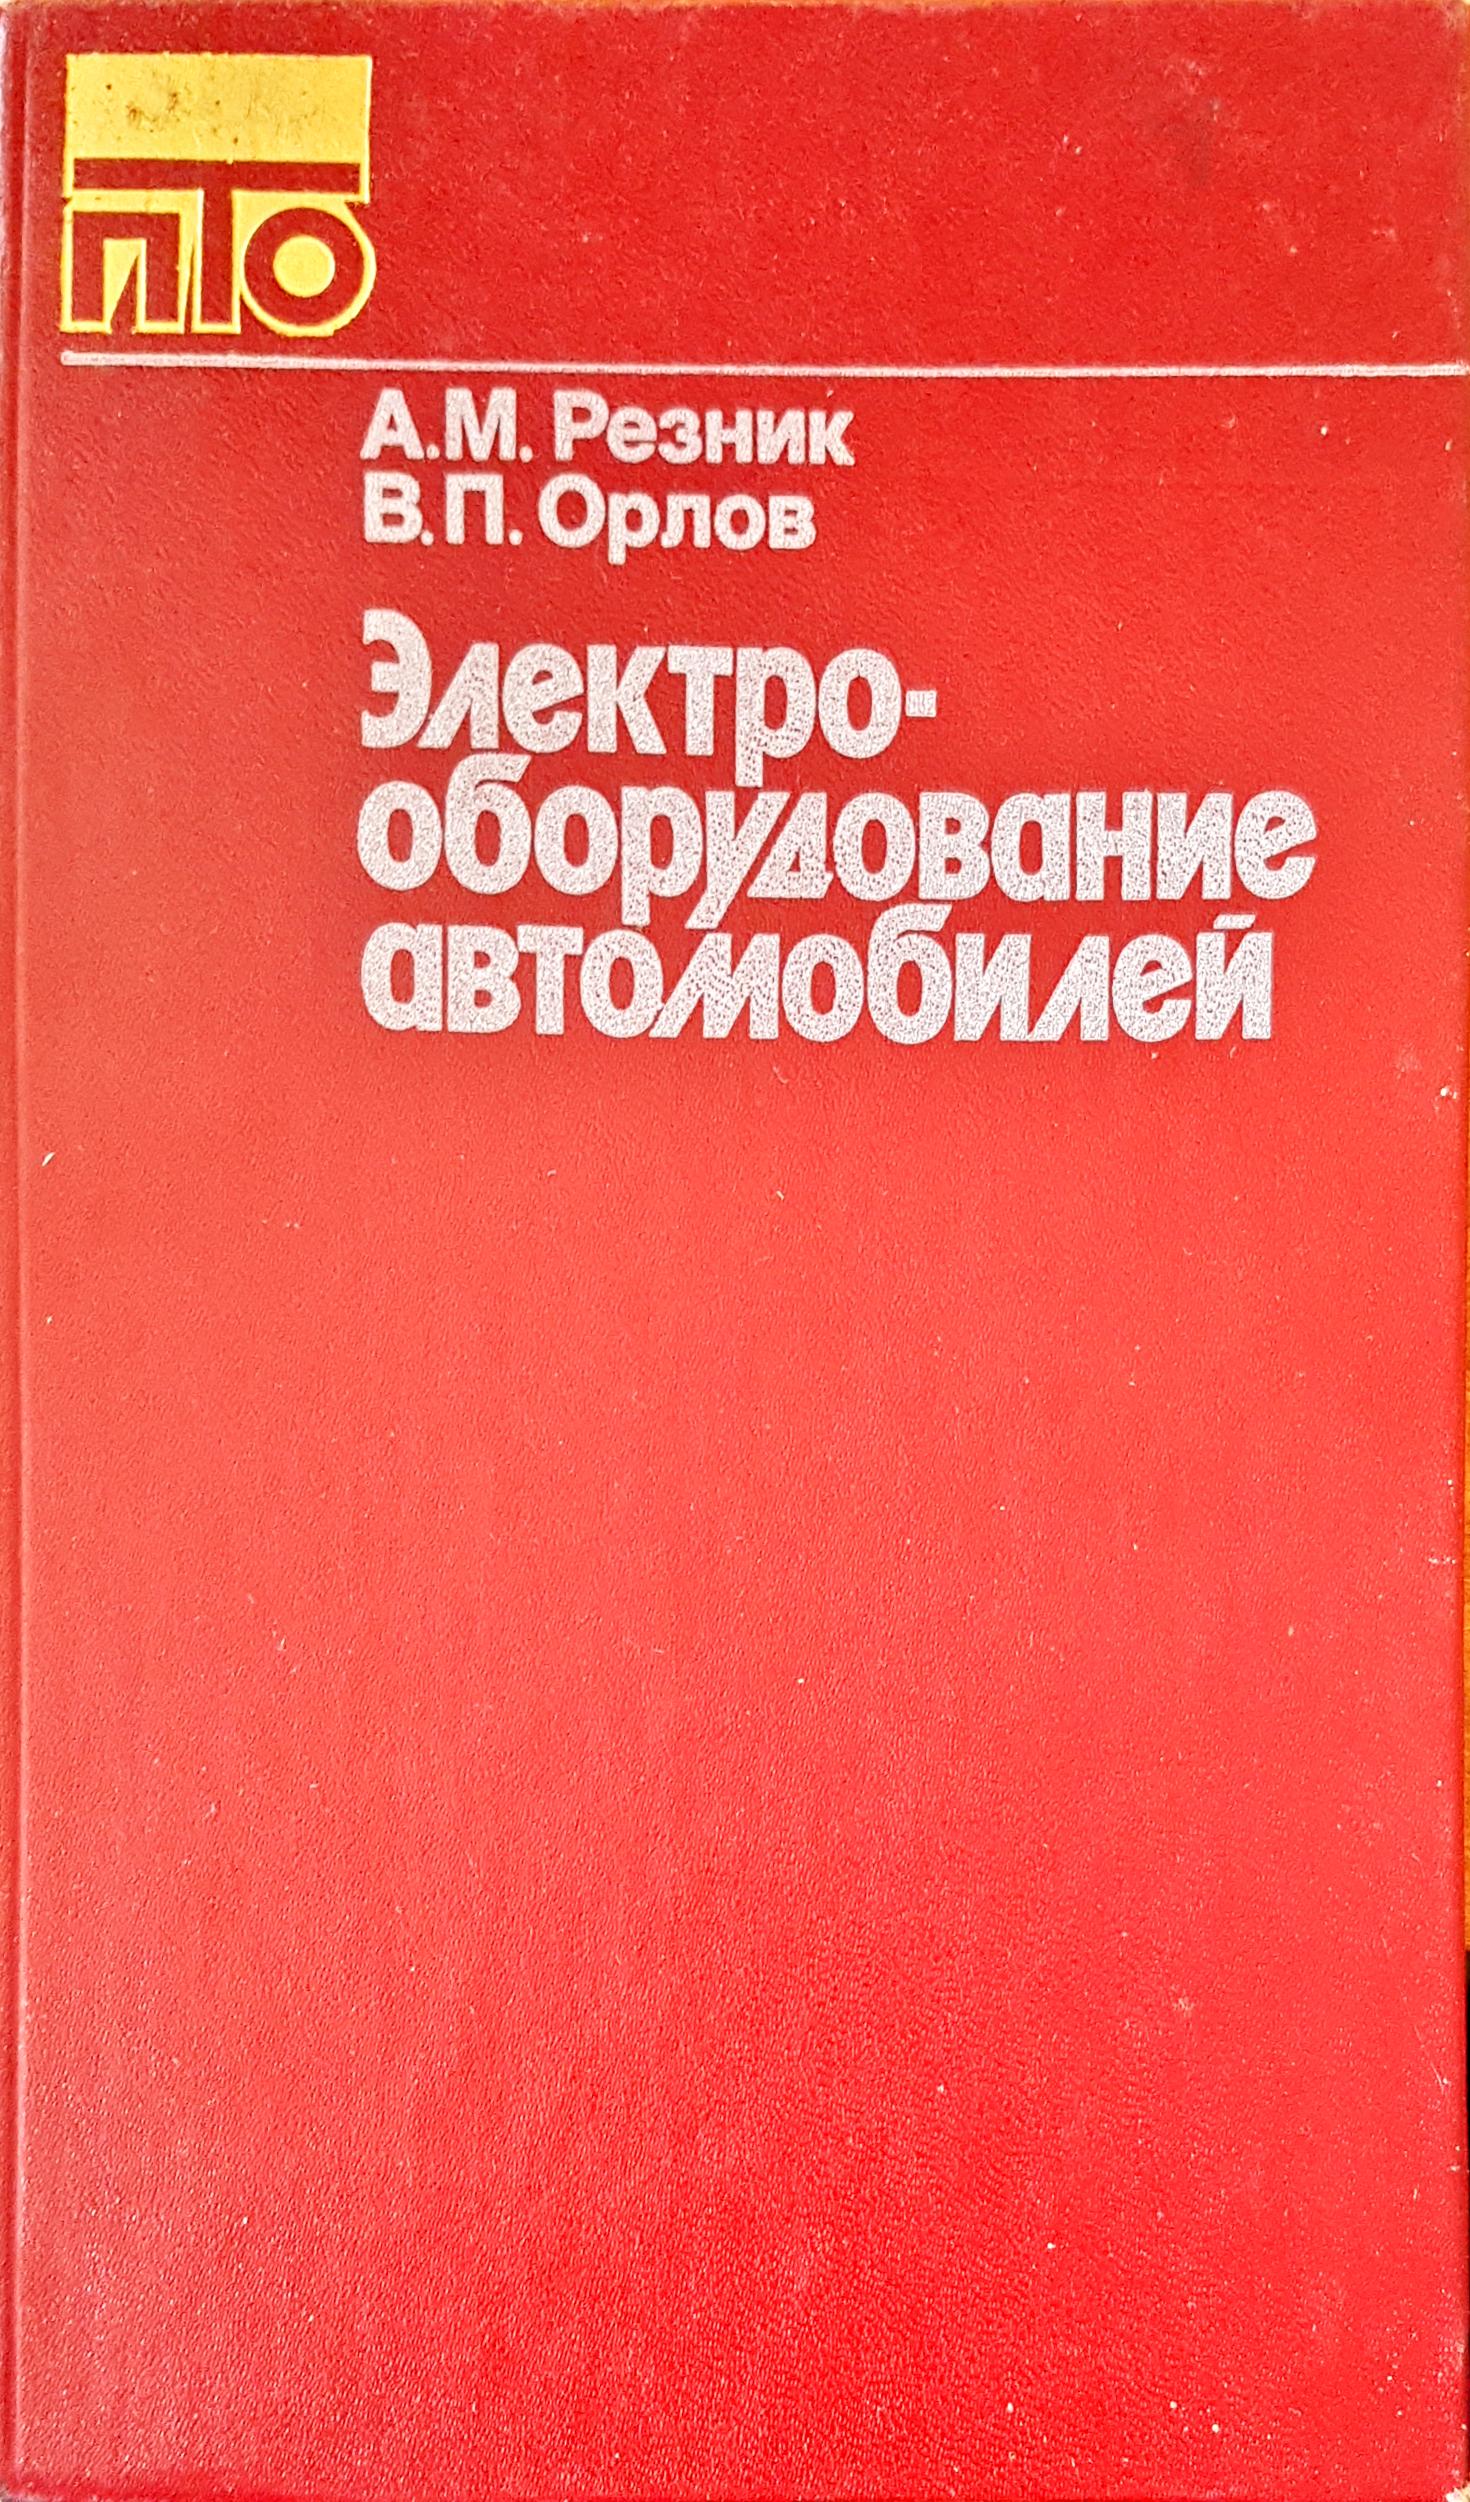 ПТО
А.М. Резник
В.П. Орлов
Электро-
оборудование
автомобилей